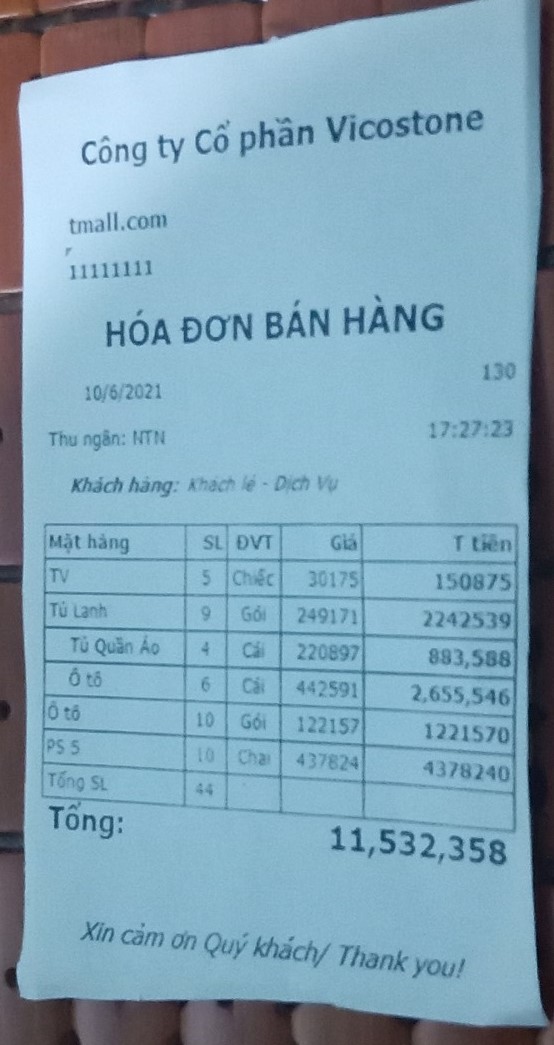 Công ty Cổ phần Vicostone
tmall.com
11111111
HÓA ĐƠN BÁN HÀNG
130
10/6/2021
Thu ngân: NTN 17:27:23
Khách hàng: Khach lẻ - Dịch Vụ
Mặt hàng SL ĐVT Giá T tiền
TV 5 Chiếc 30175 150875
Tủ Lạnh 9 Gói 249171 2242539
Tủ Quần Áo 4 Cái 220897 883,588
Ô tô 6 Cái 442591 2,655,546
Ô tô 10 Gói 122157 1221570
PS 5 10 Chai 437824 4378240
Tổng SL 44
Tổng: 11,532,358
Xin cảm ơn Quý khách/ Thank you!